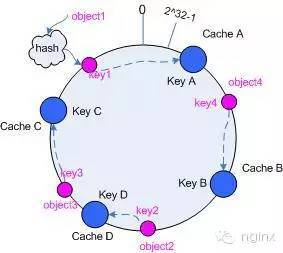 object1
0
2^32-1
Cache A
hash
key1
Key A
object4
key4
Key C
Cache C
Cache B
Key B
key3
Key D
key2
object3
Cache D
object2
nginx